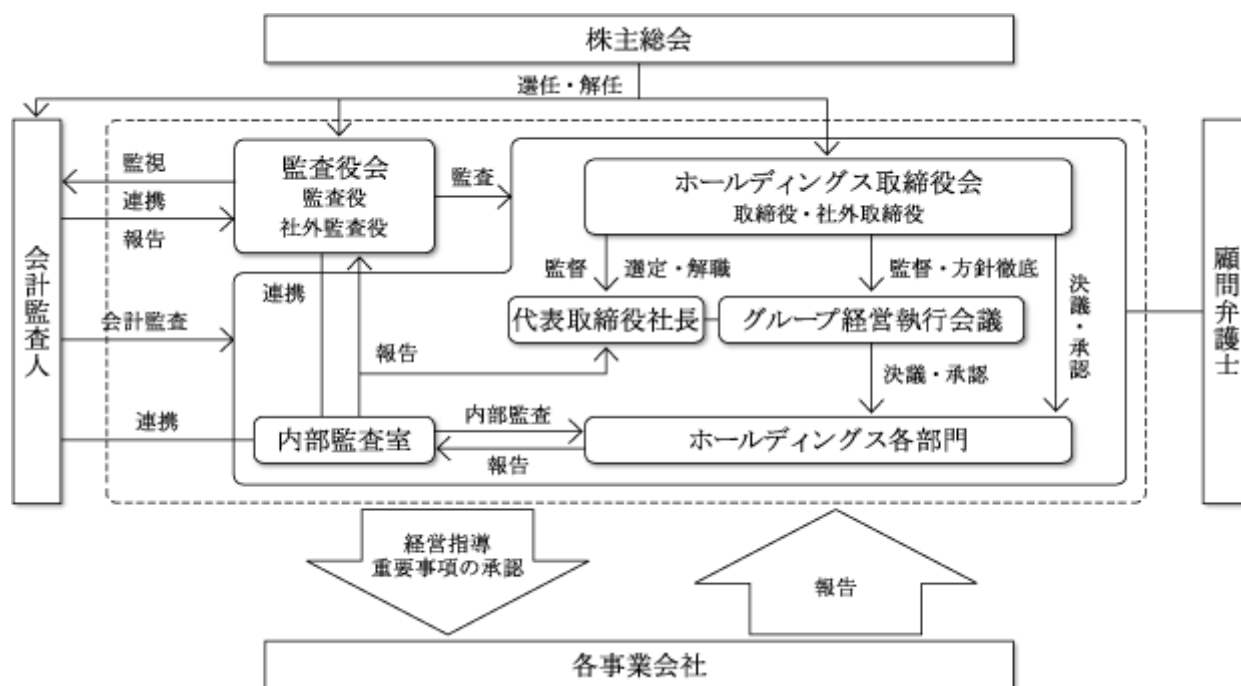 株主総会
選任・解任
監視
連携
報告
監査役会
監査役
社外監査役
監査
ホールディングス取締役会
取締役・社外取締役
会計監査人
顧問弁護士
連携
監督
選定・解職
監督・方針徹底
決議・承認
会計監査
代表取締役社長
グループ経営執行会議
報告
決議・承認
連携
内部監査室
内部監査
報告
ホールディングス各部門
経営指導
重要事項の承認
報告
各事業会社